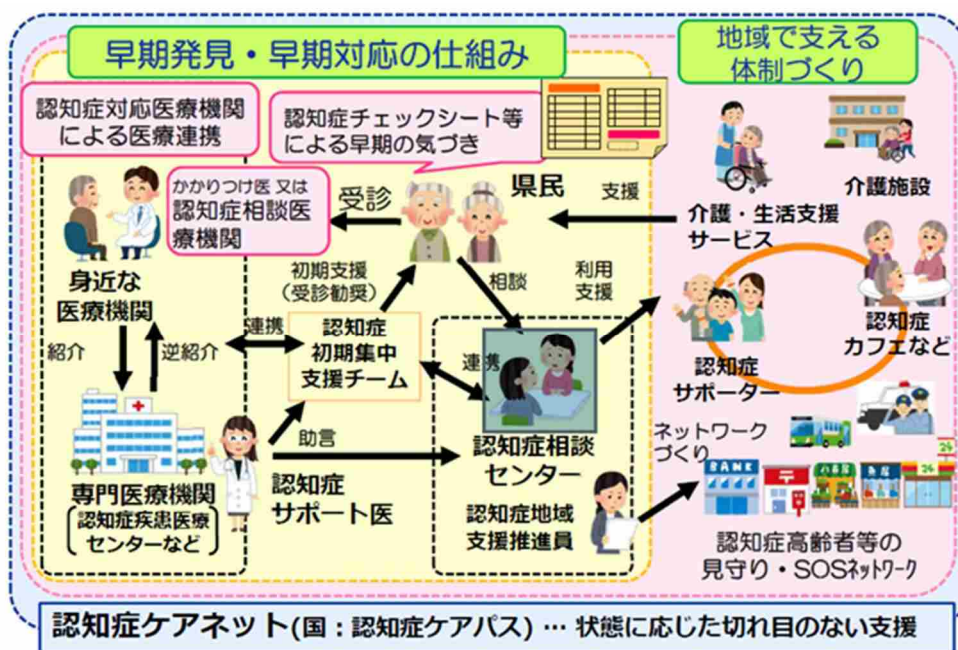 早期発見・早期対応の仕組み
地域で支える
体制づくり
認知症対応医療機関
による医療連携
認知症チェックシート等
による早期の気づき
かかりつけ医 又は
認知症相談医
療機関
受診
県民
支援
介護・生活支援
サービス
介護施設
身近な
医療機関
初期支援
(受診勧奨)
相談
利用
支援
紹介
逆紹介
連携
認知症
初期集中
支援チーム
連携
認知症
サポーター
認知症
カフェなど
助言
認知症相談
センター
ネットワーク
づくり
BANK
専門医療機関
認知症疾患医療
センターなど
認知症
サポート医
認知症地域
支援推進員
認知症高齢者等の
見守り・SOSネットワーク
認知症ケアネット(国:認知症ケアパス) … 状態に応じた切れ目のない支援